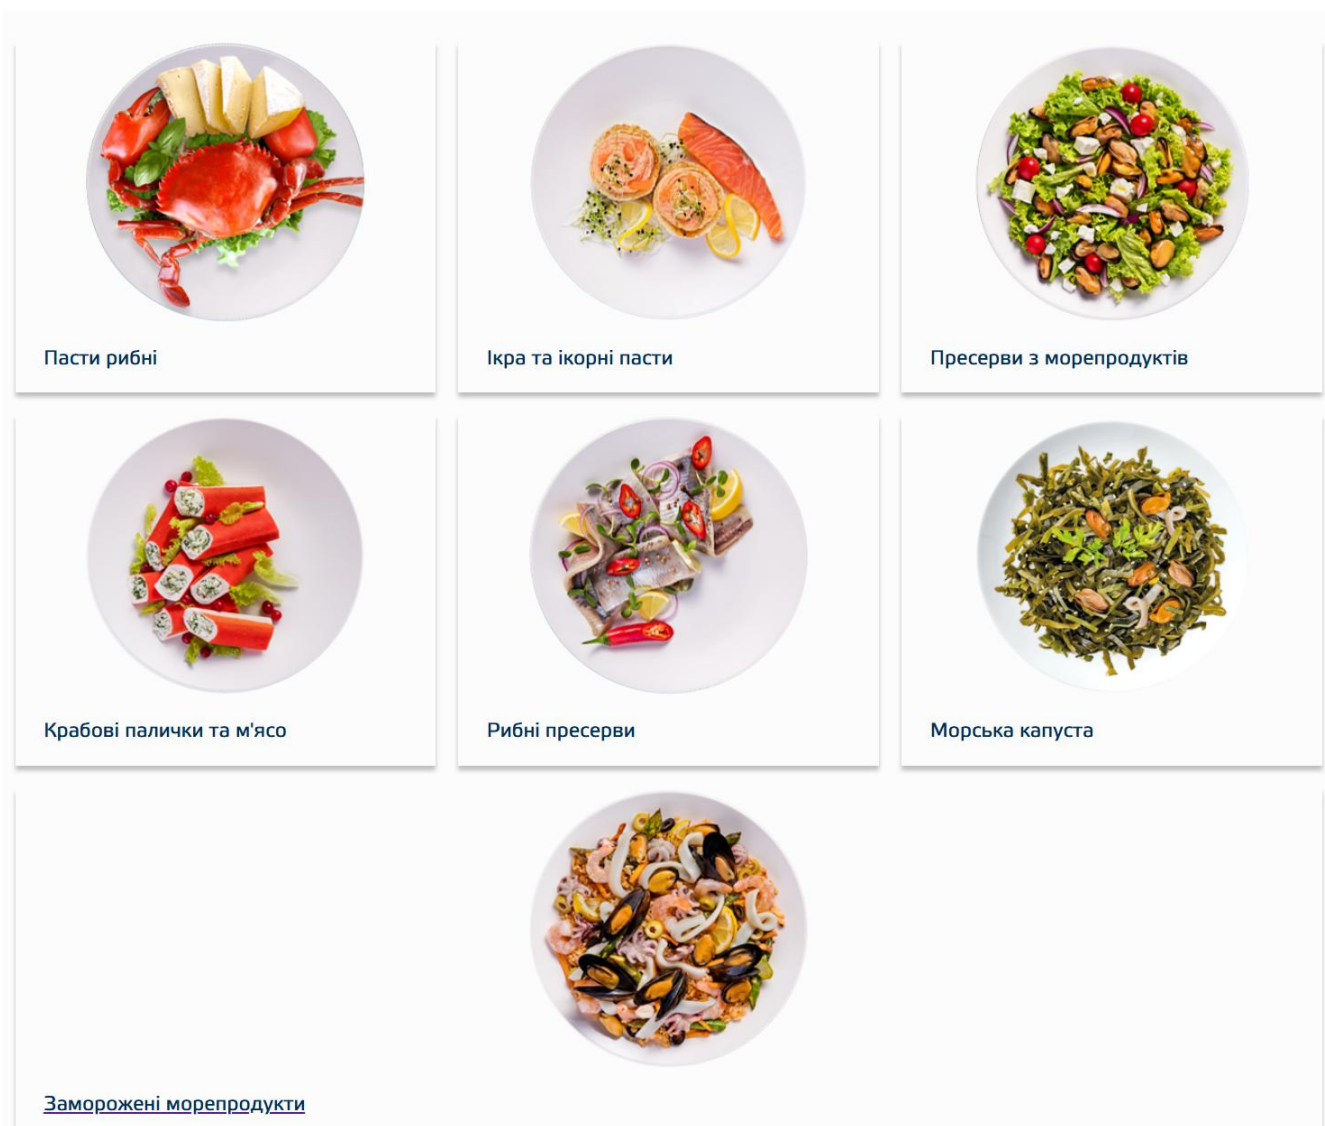 Пасти рибні
Ікра та ікорні пасти
Пресерви з морепродуктів
Крабові палички та м'ясо
Рибні пресерви
Морська капуста
Заморожені морепродукти